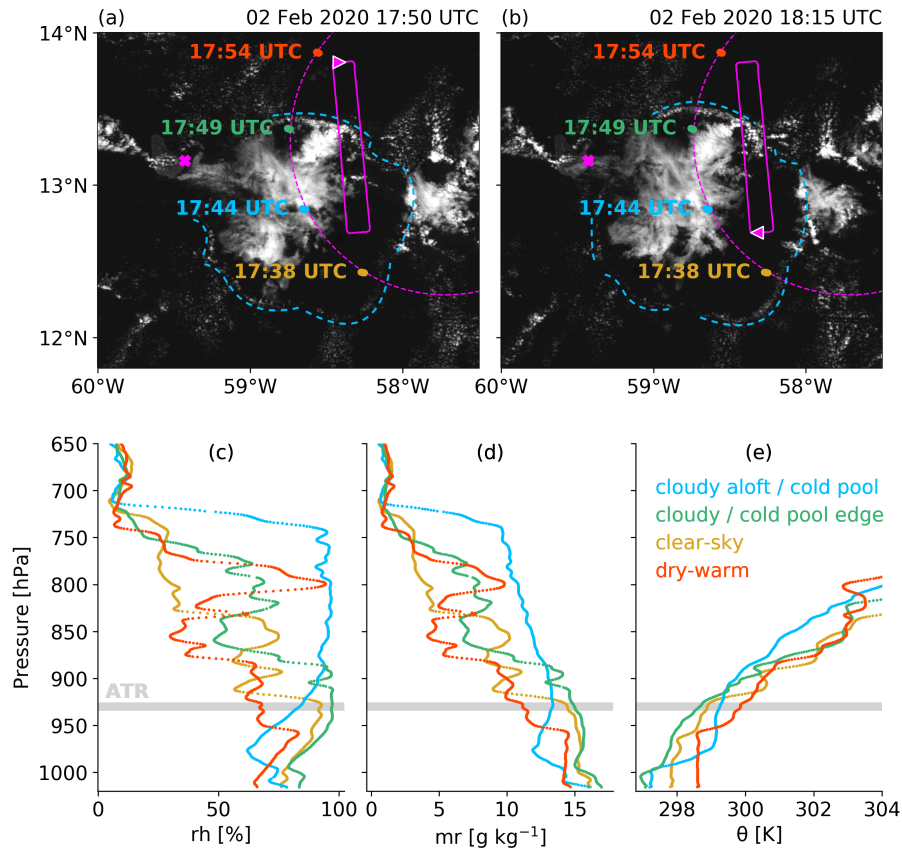 (a) 02 Feb 2020 17:50 UTC
(b) 02 Feb 2020 18:15 UTC
14°N
13°N
12°N
17:54 UTC
17:49 UTC
17:44 UTC
17:38 UTC
17:54 UTC
17:49 UTC
17:44 UTC
17:38 UTC
60°W 59°W 58°W
60°W 59°W 58°W
(c)
(d)
(e)
650
700
750
800
850
900
950
1000
Pressure [hPa]
ATR
cloudy aloft / cold pool
cloudy / cold pool edge
clear-sky
dry-warm
0 50 100
0 5 10 15
298 300 302 304
rh [%]
mr [g kg⁻¹]
θ [K]